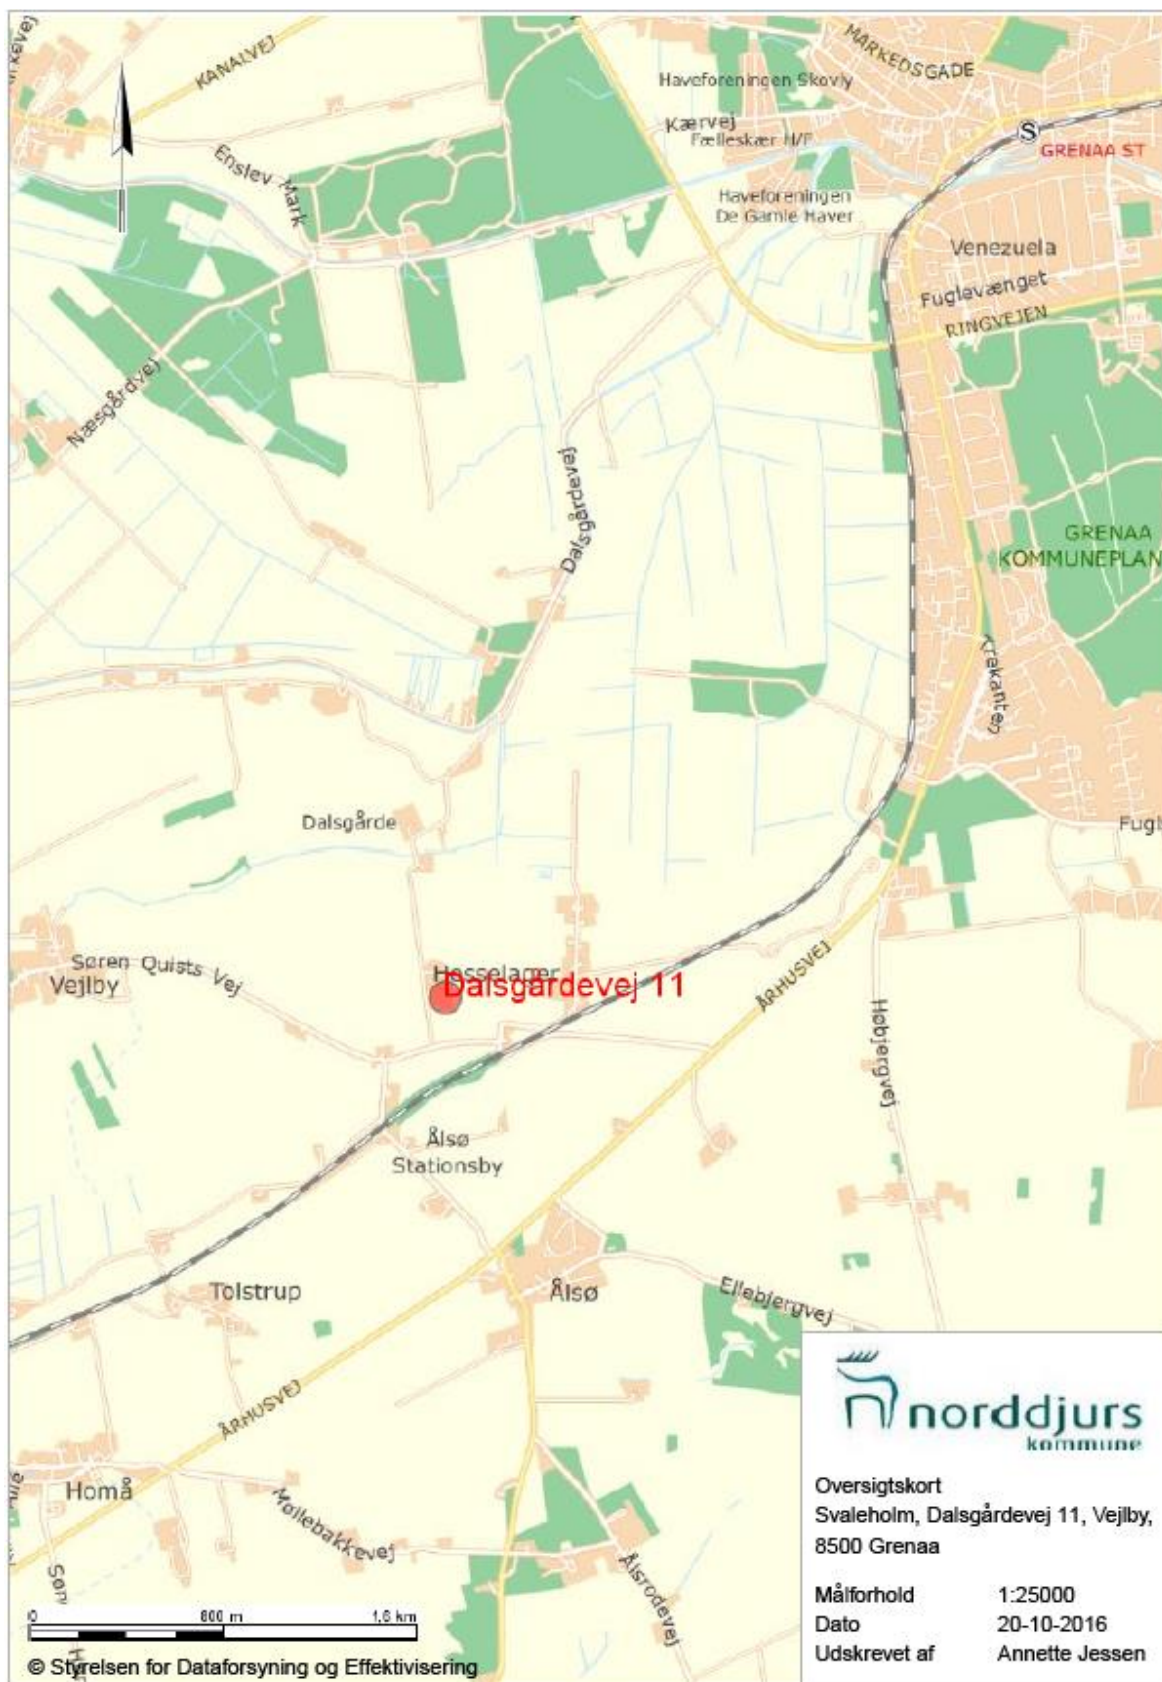 KANALVEJ
MARKEDSGADE
Haveforeningen Skovly
Kærvej
Fælleskær H/F
S
GRENAA ST
Enslev Mark
Haveforeningen
De Gamle Haver
Venezuela
Fuglevænget
RINGVEJEN
Næsgårdvej
Dalsgårdevej
GRENAA
KOMMUNEPLAN
Dalsgårde
Søren Quists Vej
Vejlby
Dalsgårdevej 11
ÅRHUSVEJ
Høbjergvej
Ålsø
Stationsby
Tolstrup
Ålsø
Ellebjergvej
ÅRHUSVEJ
Homå
Møllebakkevej
Ålsrodevej
norddjurs
kommune
Oversigtskort
Svaleholm, Dalsgårdevej 11, Vejlby,
8500 Grenaa
Målforhold 1:25000
Dato 20-10-2016
Udskrevet af Annette Jessen
0 800 m 1,6 km
© Styrelsen for Dataforsyning og Effektivisering